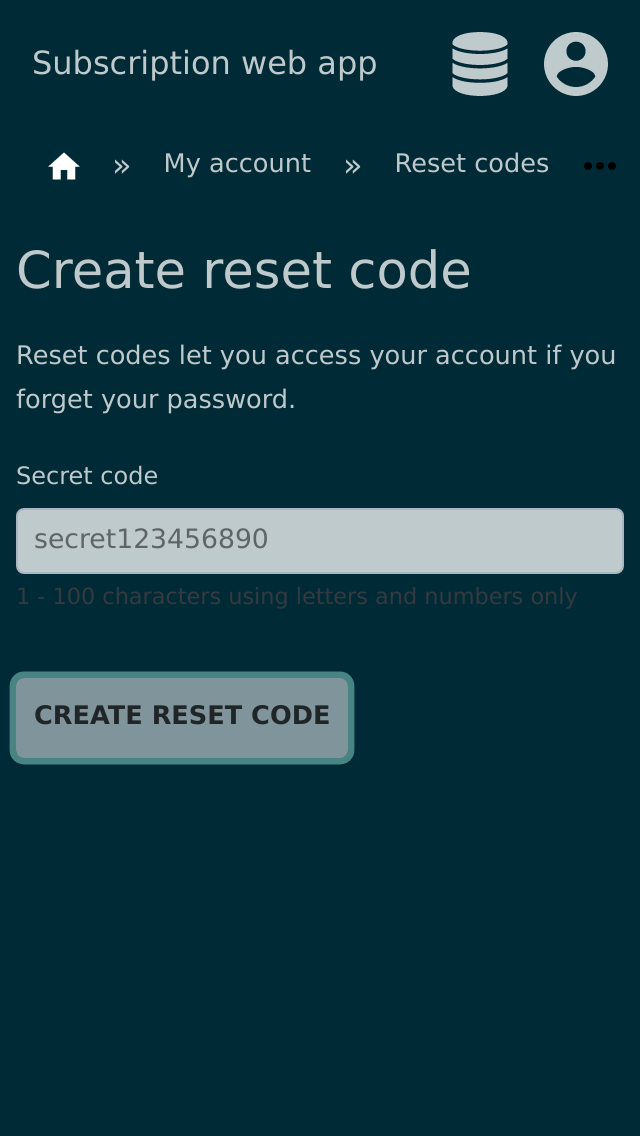 Subscription web app
» My account » Reset codes •••
Create reset code
Reset codes let you access your account if you
forget your password.
Secret code
secret123456890
1 - 100 characters using letters and numbers only
CREATE RESET CODE